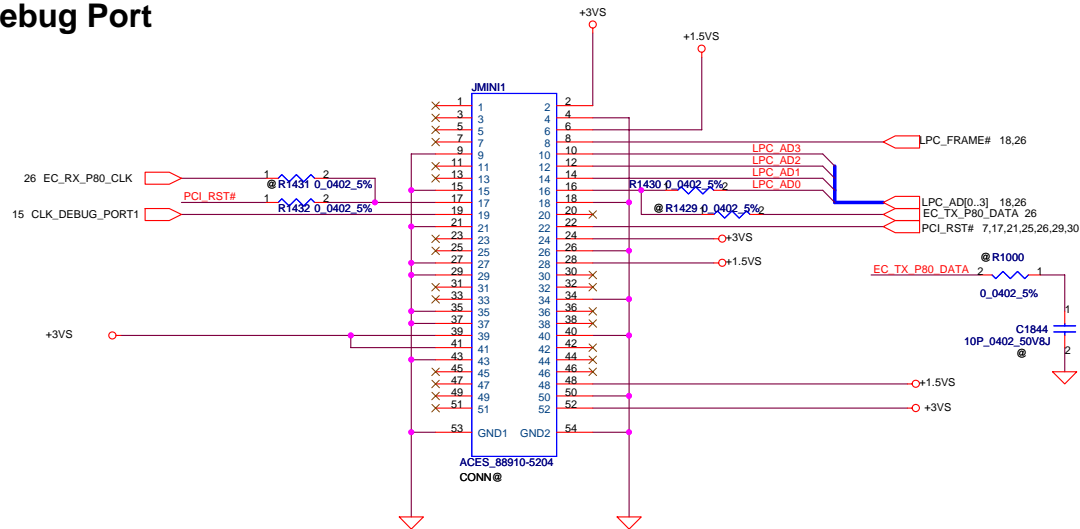 ebug Port
+3VS
+1.5VS
JMINI1
1 1 2 2
3 3 4 4
5 5 6 6
7 7 8 8 LPC_FRAME# 18,26
9 9 10 10 LPC_AD3
11 11 12 12 LPC_AD2
26 EC_RX_P80_CLK 1 2 13 13 14 14 LPC_AD1
@ R1431 0_0402_5% 15 15 16 16 R1430 0_0402_5% 2 LPC_AD0
PCI_RST# 1 2 17 17 18 18 LPC_AD[0..3] 18,26
R1432 0_0402_5% @ R1429 0_0402_5% 2
15 CLK_DEBUG_PORT1 19 19 20 20 EC_TX_P80_DATA 26
21 21 22 22 PCI_RST# 7,17,21,25,26,29,30
23 23 24 24 +3VS
25 25 26 26
27 27 28 28 +1.5VS
@ R1000
29 29 30 30 EC_TX_P80_DATA 2 1
31 31 32 32
0_0402_5%
33 33 34 34
35 35 36 36 1
37 37 38 38 C1844
+3VS 39 39 40 40 10P_0402_50V8J
41 41 42 42 @ 2
43 43 44 44
45 45 46 46
47 47 48 48 +1.5VS
49 49 50 50
51 51 52 52 +3VS
53 GND1 GND2 54
ACES_88910-5204
CONN@